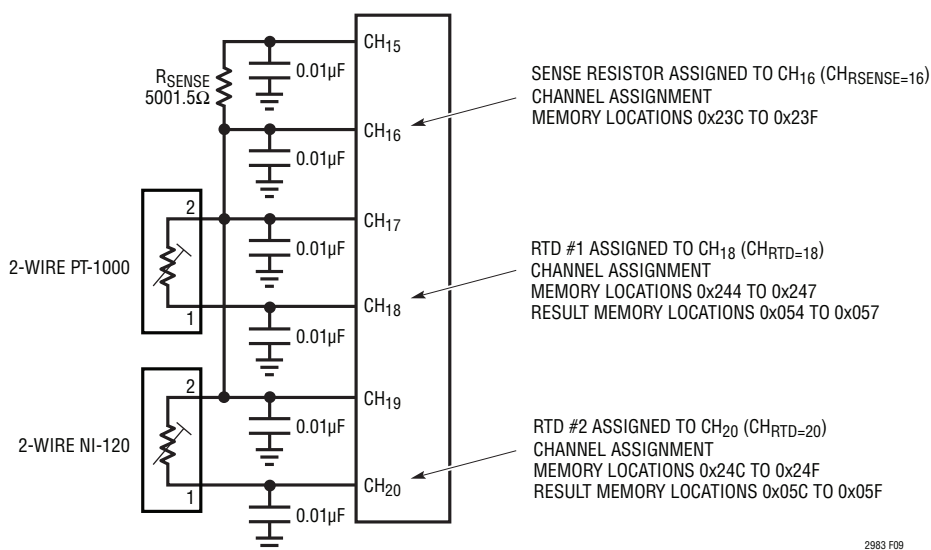 CH15
RSENSE
5001.5Ω
0.01µF
CH16
0.01µF
SENSE RESISTOR ASSIGNED TO CH16 (CHRSENSE=16)
CHANNEL ASSIGNMENT
MEMORY LOCATIONS 0x23C TO 0x23F
2-WIRE PT-1000
2
1
CH17
0.01µF
CH18
0.01µF
RTD #1 ASSIGNED TO CH18 (CHRTD=18)
CHANNEL ASSIGNMENT
MEMORY LOCATIONS 0x244 TO 0x247
RESULT MEMORY LOCATIONS 0x054 TO 0x057
2-WIRE NI-120
2
1
CH19
0.01µF
CH20
0.01µF
RTD #2 ASSIGNED TO CH20 (CHRTD=20)
CHANNEL ASSIGNMENT
MEMORY LOCATIONS 0x24C TO 0x24F
RESULT MEMORY LOCATIONS 0x05C TO 0x05F
2983 F09